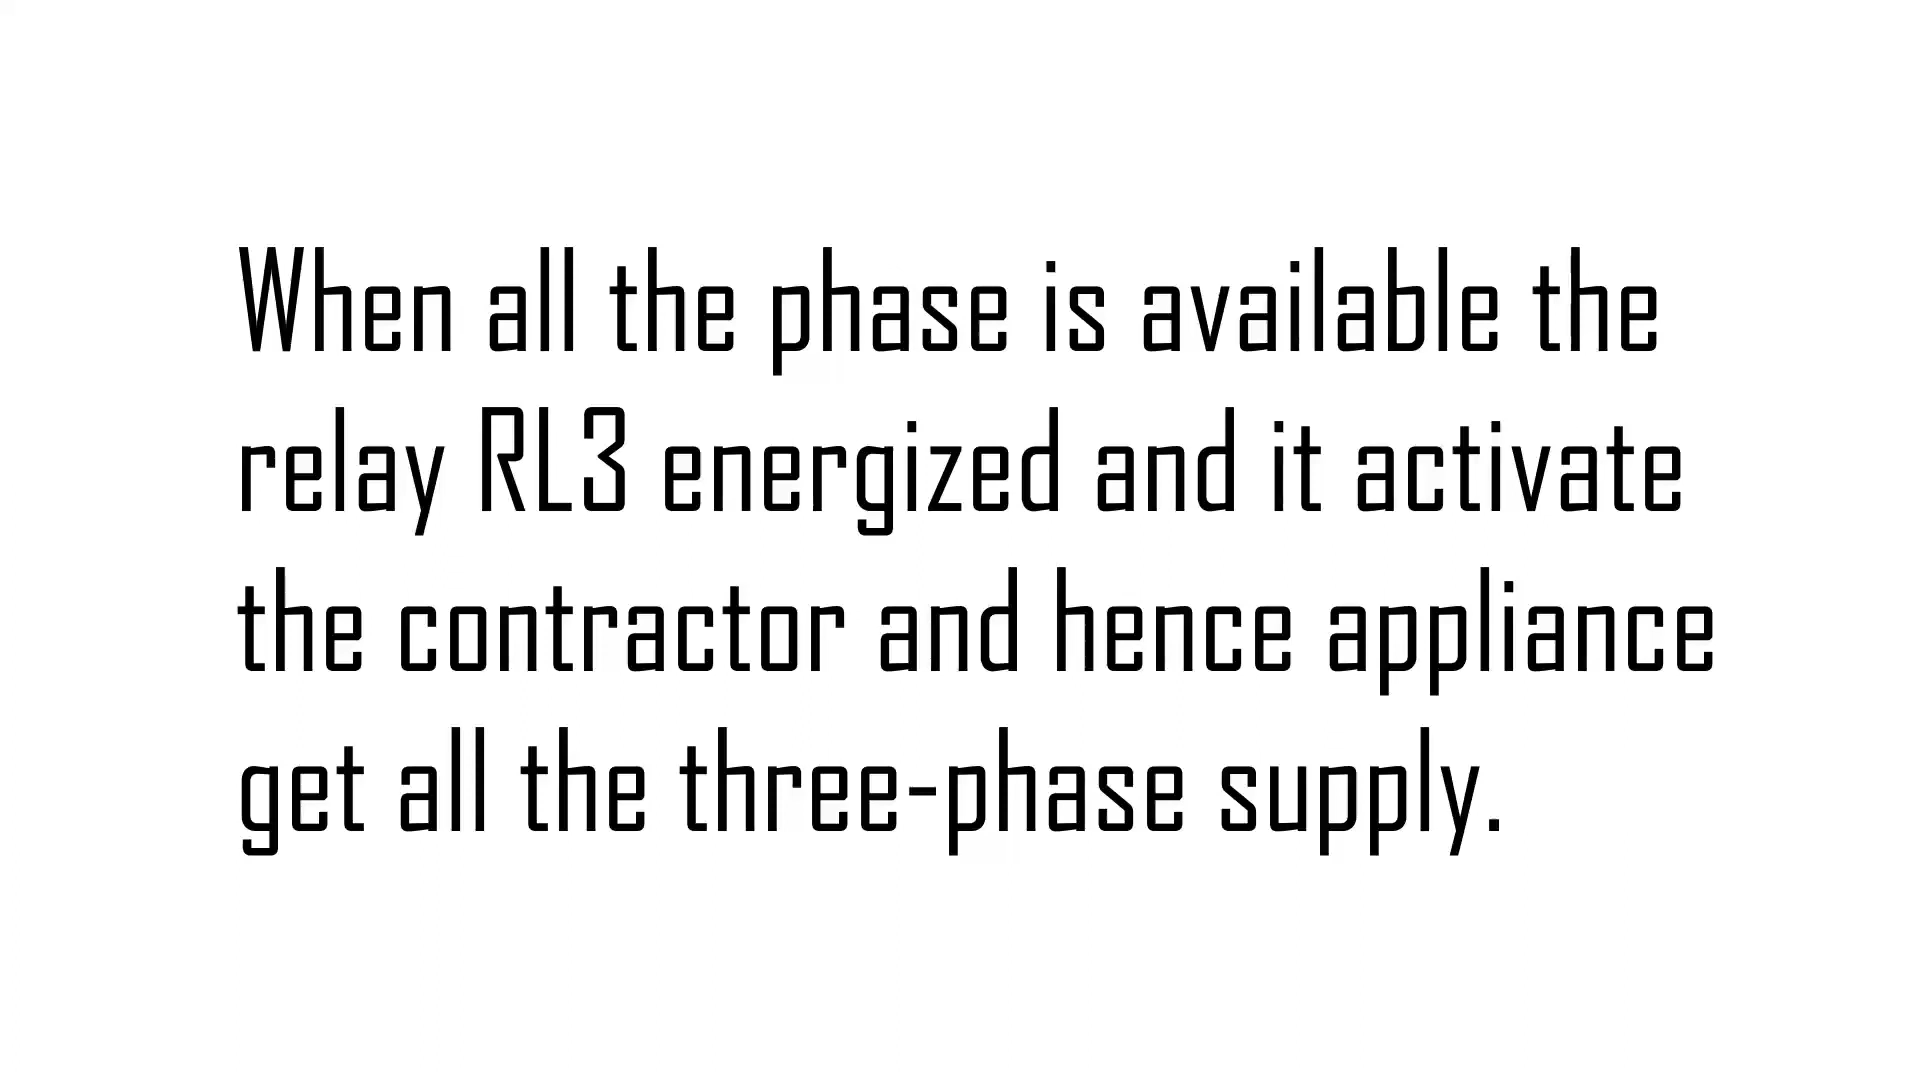 When all the phase is available the
relay RL3 energized and it activate
the contractor and hence appliance
get all the three-phase supply.